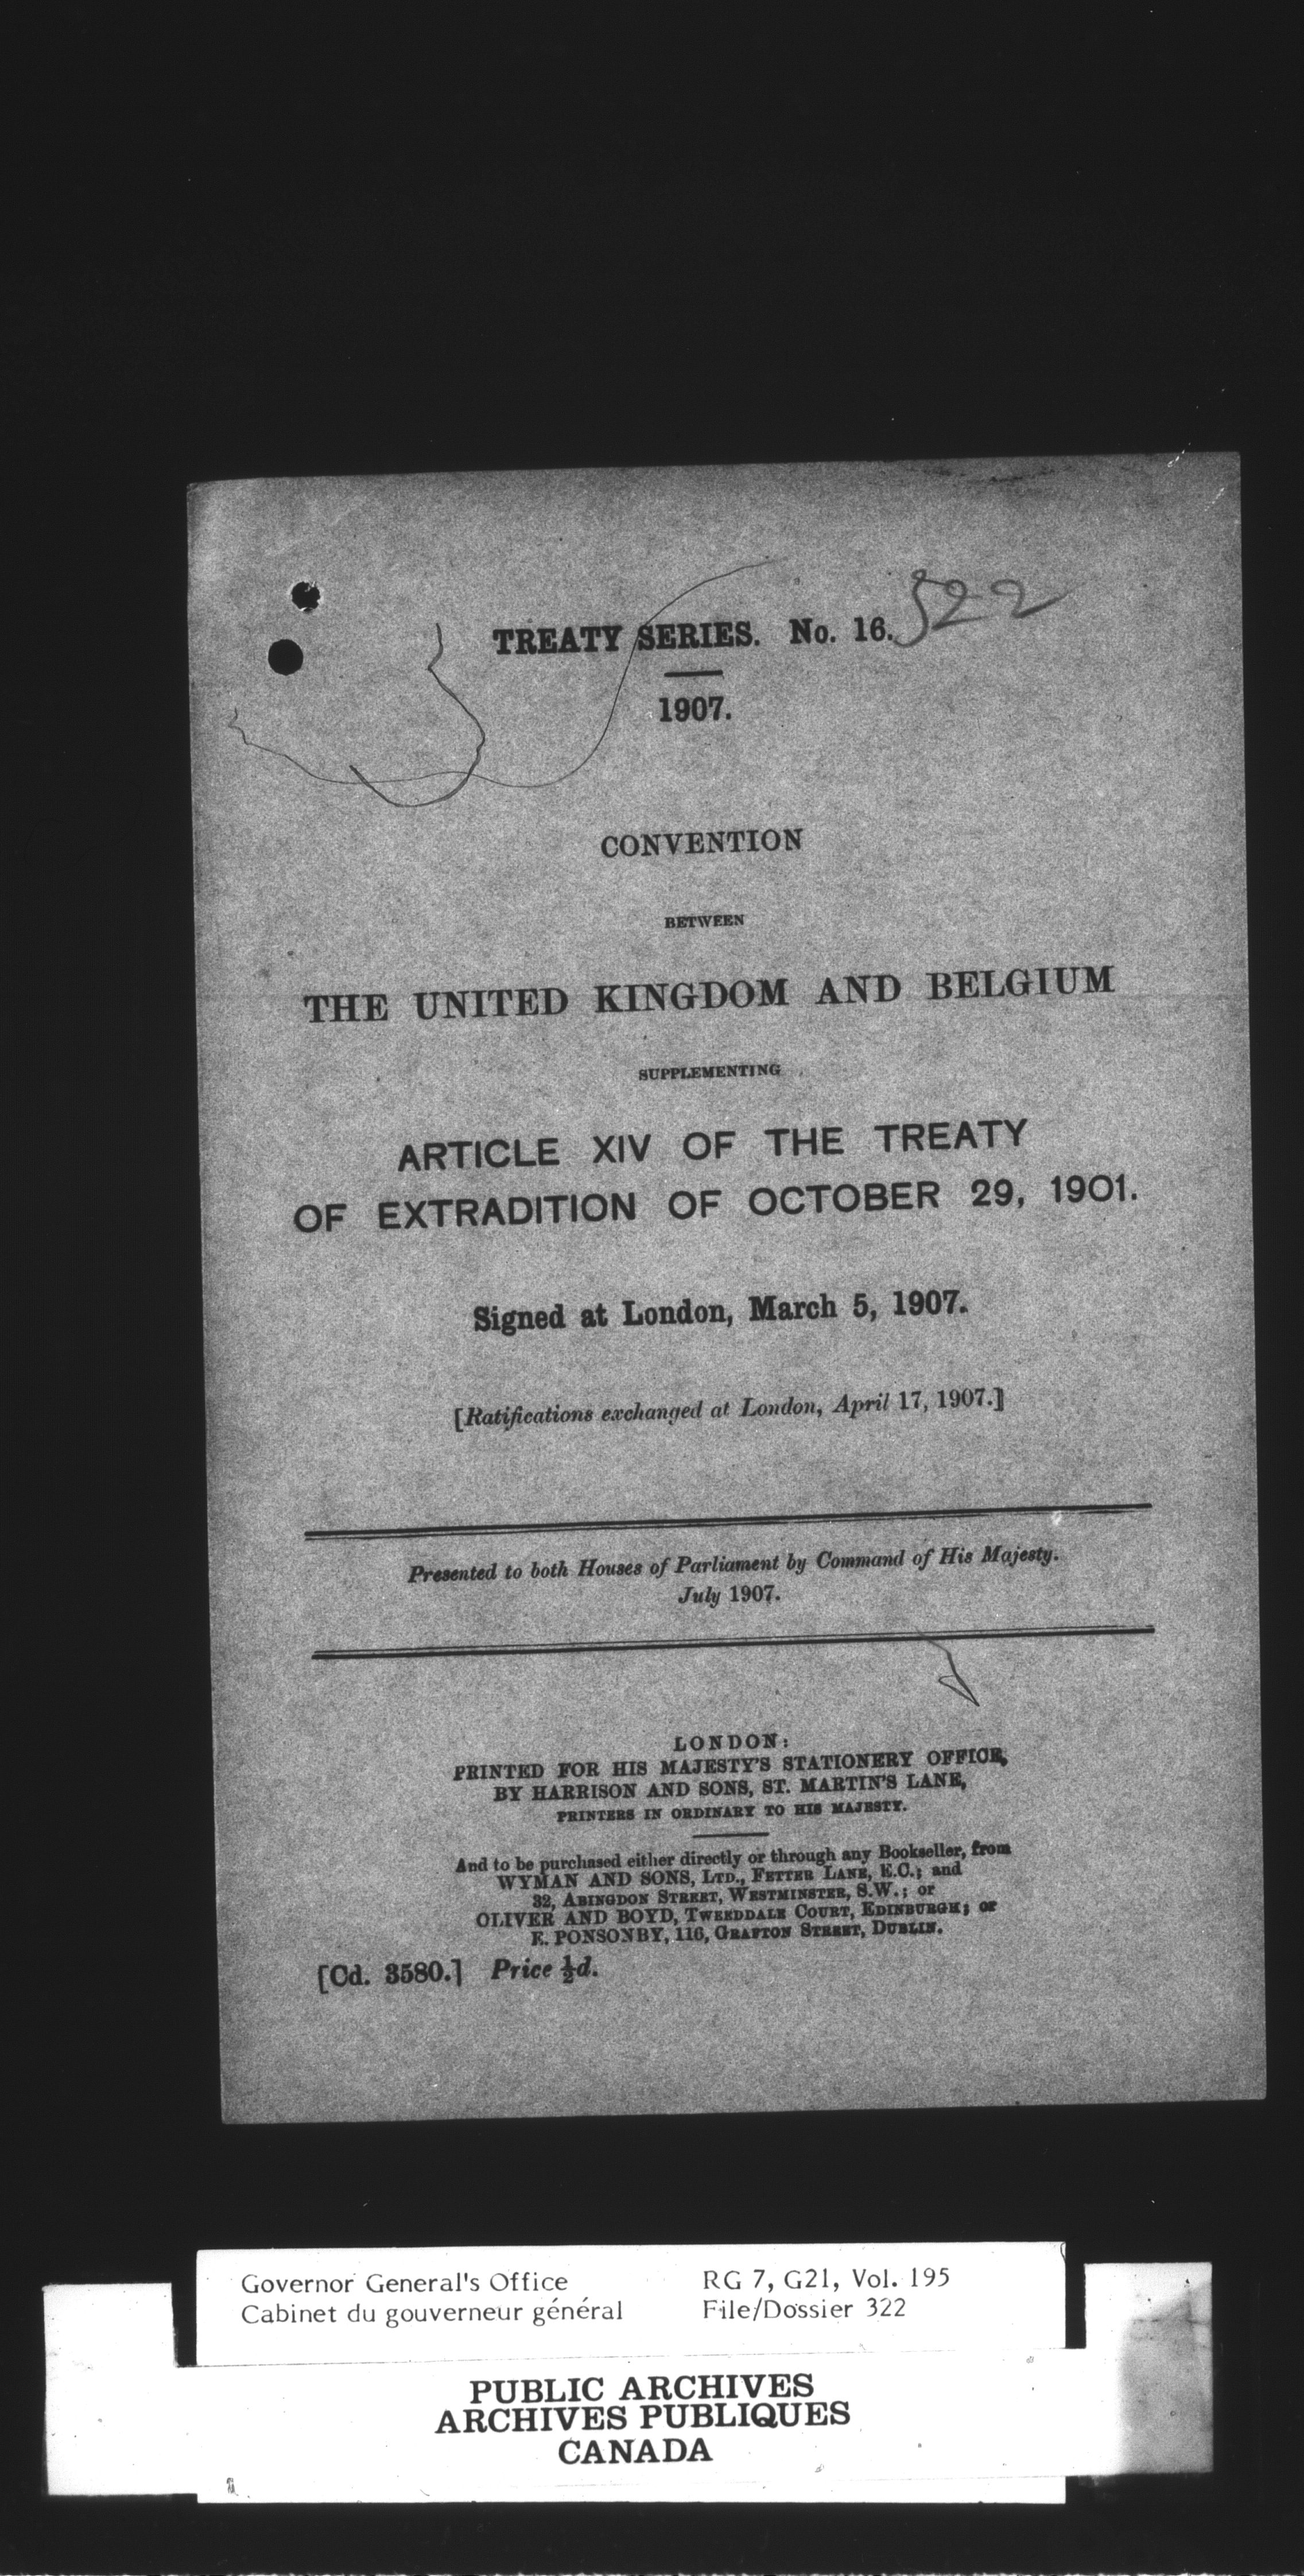 TREATY SERIES. No. 16.
322
1907.
CONVENTION
BETWEEN
THE UNITED KINGDOM AND BELGIUM
SUPPLEMENTING
ARTICLE XIV OF THE TREATY
OF EXTRADITION OF OCTOBER 29, 1901.
Signed at London, March 5, 1907.
[Ratifications exchanged at London, April 17, 1907.]
Presented to both Houses of Parliament by Command of His Majesty.
July 1907.
LONDON:
PRINTED FOR HIS MAJESTY'S STATIONERY OFFICE,
BY HARRISON AND SONS, ST. MARTIN'S LANE,
PRINTERS IN ORDINARY TO HIS MAJESTY.
And to be purchased either directly or through any Bookseller, from
WYMAN AND SONS, LTD., FETTER LANE, E.C.; and
32, ABINGDON STREET, WESTMINSTER, S.W.; or
OLIVER AND BOYD, TWEEDDALE COURT, EDINBURGH; or
E. PONSONBY, 116, GRAFTON STREET, DUBLIN.
[Cd. 3580.] Price ½d.
Governor General's Office RG 7, G21, Vol. 195
Cabinet du gouverneur général File/Dossier 322
PUBLIC ARCHIVES
ARCHIVES PUBLIQUES
CANADA